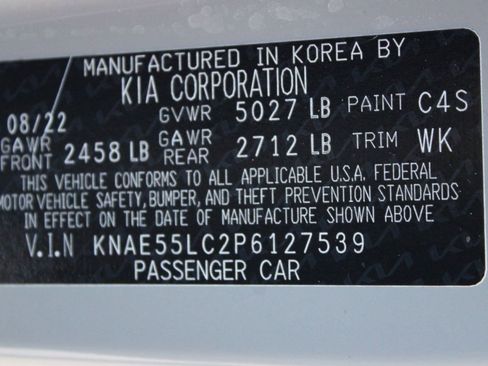 MANUFACTURED IN KOREA BY
KIA CORPORATION
08/22 GVWR 5027 LB PAINT C4S
GAWR FRONT 2458 LB GAWR REAR 2712 LB TRIM WK
THIS VEHICLE CONFORMS TO ALL APPLICABLE U.S.A. FEDERAL
MOTOR VEHICLE SAFETY, BUMPER, AND THEFT PREVENTION STANDARDS
IN EFFECT ON THE DATE OF MANUFACTURE SHOWN ABOVE
V.I.N KNAE55LC2P6127539
PASSENGER CAR